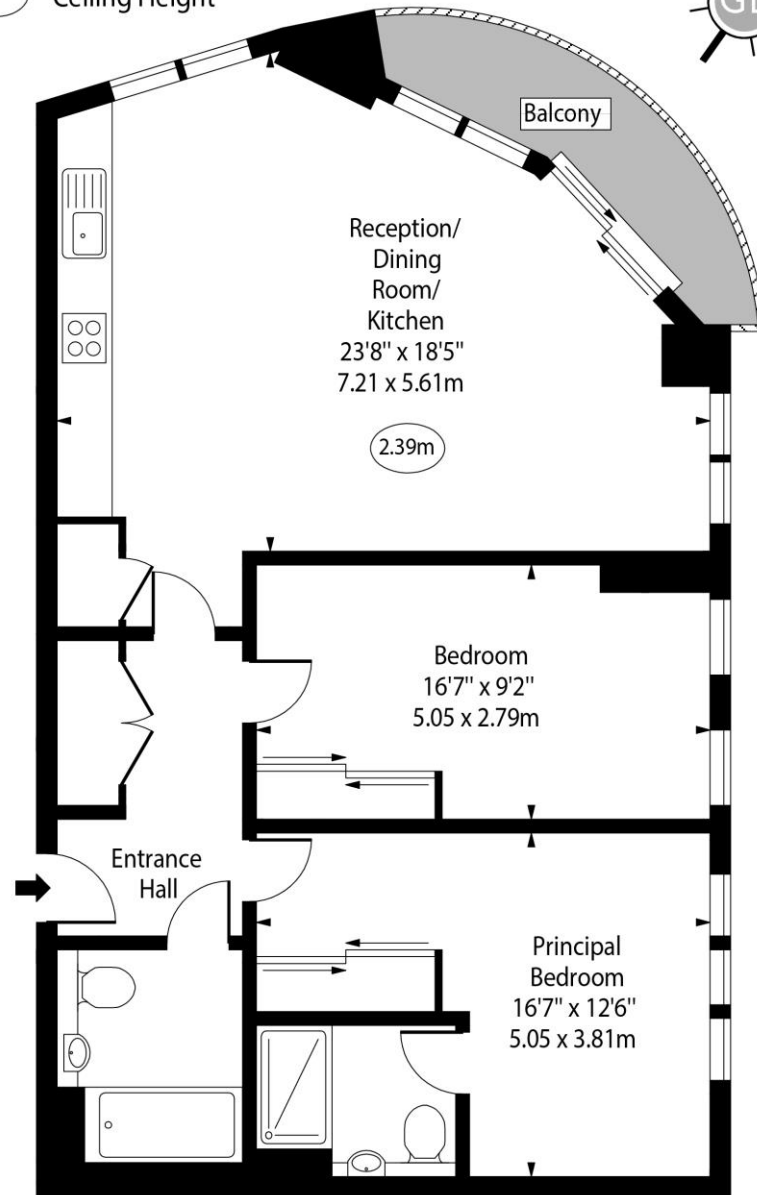 Ceiling Height
Balcony
Reception/
Dining
Room/
Kitchen
23'8" x 18'5"
7.21 x 5.61m
2.39m
Bedroom
16'7" x 9'2"
5.05 x 2.79m
Entrance
Hall
Principal
Bedroom
16'7" x 12'6"
5.05 x 3.81m